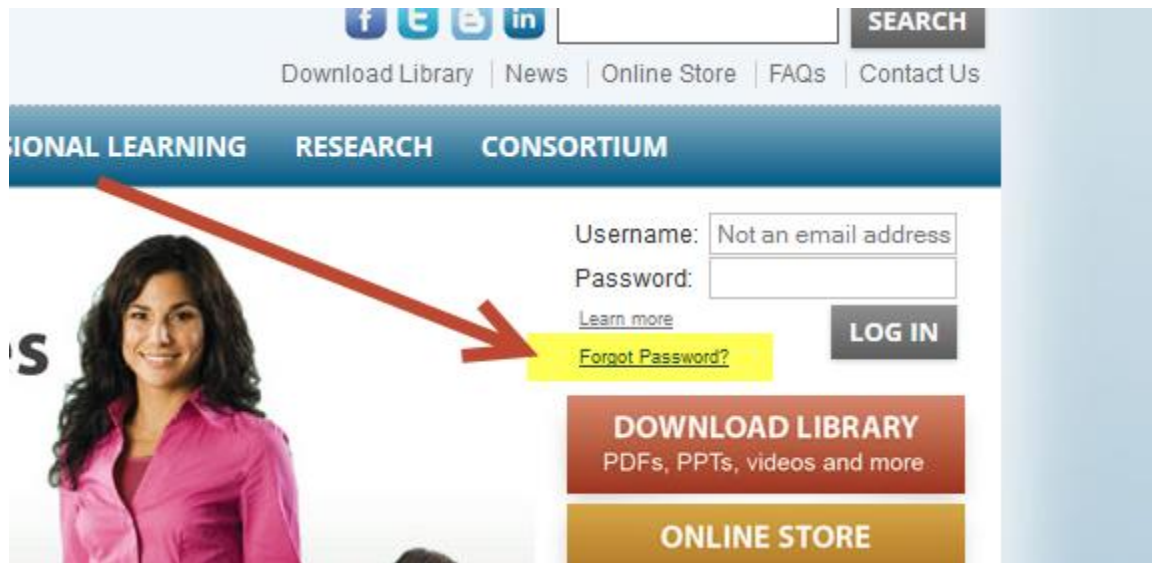 SEARCH
Download Library | News | Online Store | FAQs | Contact Us
SIONAL LEARNING RESEARCH CONSORTIUM
Username: Not an email address
Password:
Learn more
LOG IN
s
Forgot Password?
DOWNLOAD LIBRARY
PDFs, PPTs, videos and more
ONLINE STORE